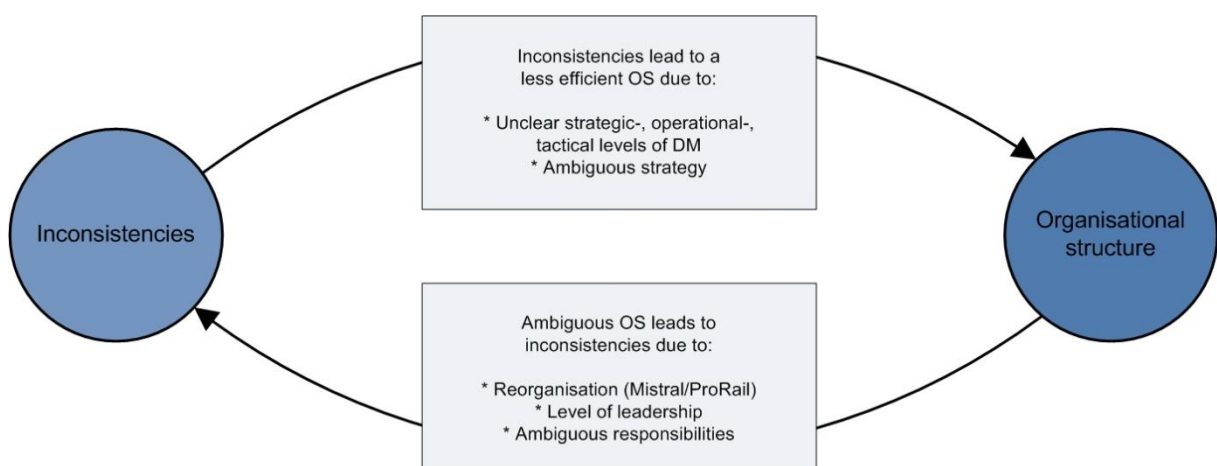 Inconsistencies lead to a
less efficient OS due to:
* Unclear strategic-, operational-,
tactical levels of DM
* Ambiguous strategy
Inconsistencies
Organisational
structure
Ambiguous OS leads to
inconsistencies due to:
* Reorganisation (Mistral/ProRail)
* Level of leadership
* Ambiguous responsibilities